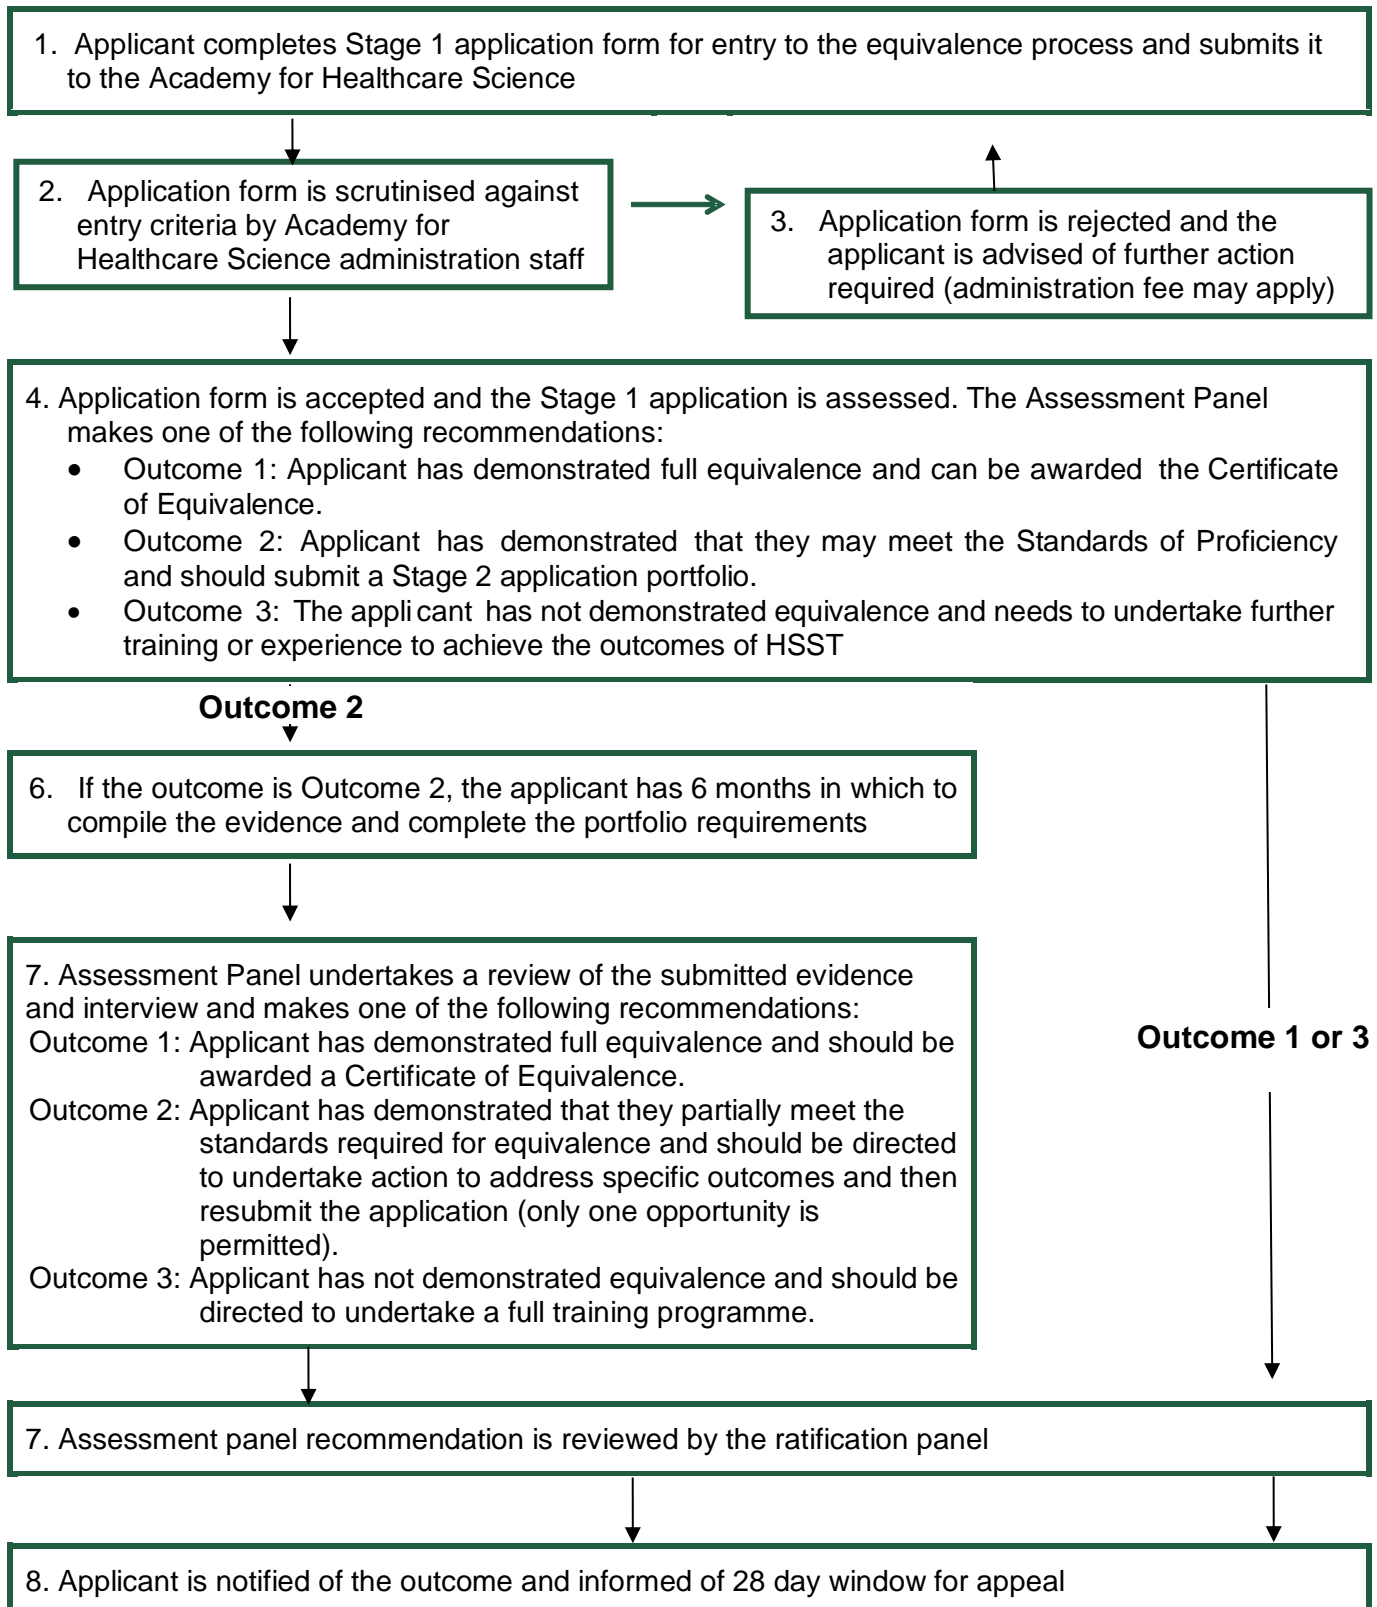 1. Applicant completes Stage 1 application form for entry to the equivalence process and submits it
to the Academy for Healthcare Science
2. Application form is scrutinised against
entry criteria by Academy for
Healthcare Science administration staff
3. Application form is rejected and the
applicant is advised of further action
required (administration fee may apply)
4. Application form is accepted and the Stage 1 application is assessed. The Assessment Panel
makes one of the following recommendations:
• Outcome 1: Applicant has demonstrated full equivalence and can be awarded the Certificate
of Equivalence.
• Outcome 2: Applicant has demonstrated that they may meet the Standards of Proficiency
and should submit a Stage 2 application portfolio.
• Outcome 3: The applicant has not demonstrated equivalence and needs to undertake further
training or experience to achieve the outcomes of HSST
Outcome 2
6. If the outcome is Outcome 2, the applicant has 6 months in which to
compile the evidence and complete the portfolio requirements
7. Assessment Panel undertakes a review of the submitted evidence
and interview and makes one of the following recommendations:
Outcome 1: Applicant has demonstrated full equivalence and should be
awarded a Certificate of Equivalence.
Outcome 2: Applicant has demonstrated that they partially meet the
standards required for equivalence and should be directed
to undertake action to address specific outcomes and then
resubmit the application (only one opportunity is
permitted).
Outcome 3: Applicant has not demonstrated equivalence and should be
directed to undertake a full training programme.
Outcome 1 or 3
7. Assessment panel recommendation is reviewed by the ratification panel
8. Applicant is notified of the outcome and informed of 28 day window for appeal